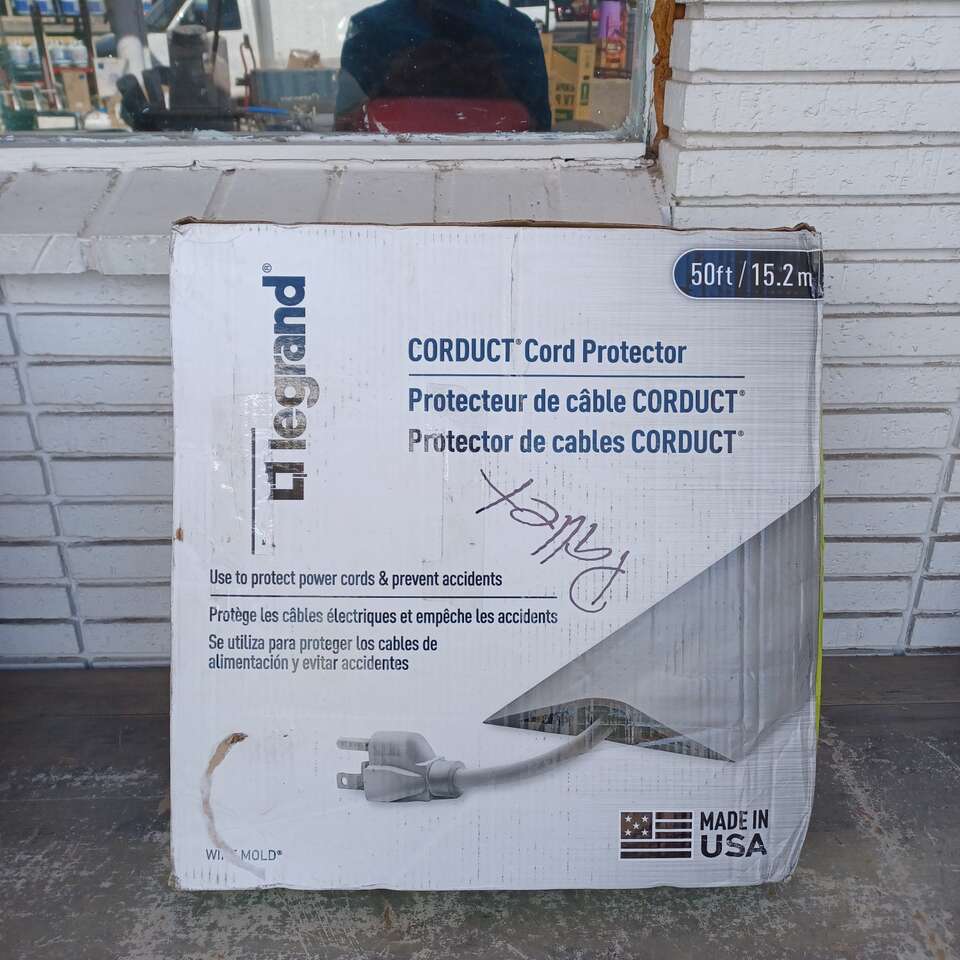 50ft / 15.2 m
legrand®
CORDUCT® Cord Protector
Protecteur de câble CORDUCT®
Protector de cables CORDUCT®
Use to protect power cords & prevent accidents
Protège les câbles électriques et empêche les accidents
Se utiliza para proteger los cables de
alimentación y evitar accidentes
MOLD®
MADE IN
USA